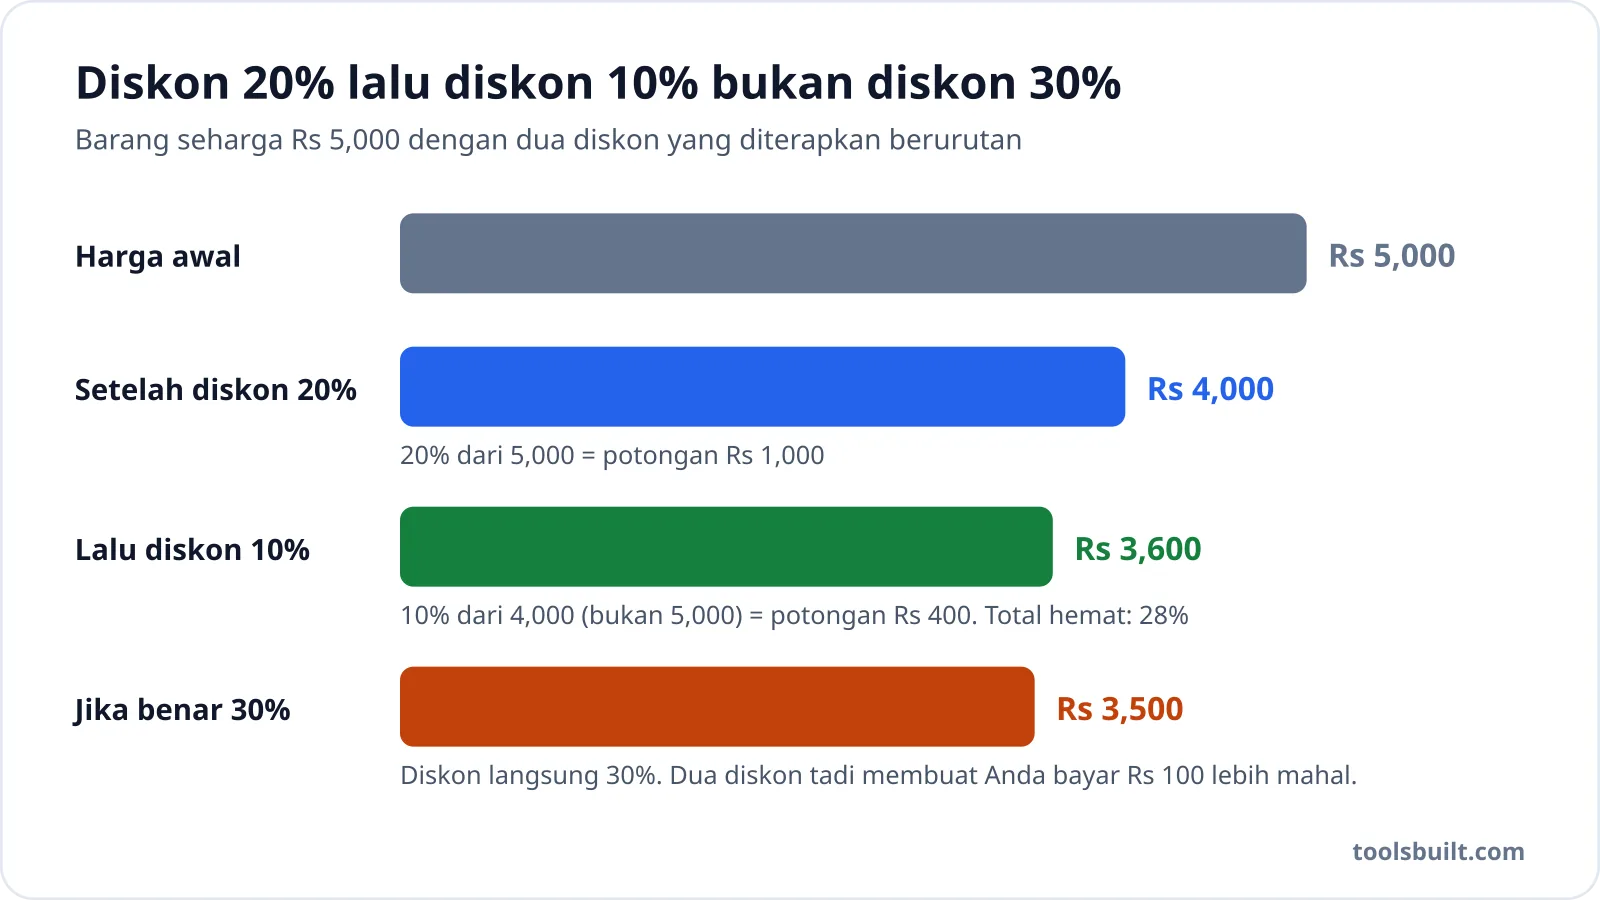 Diskon 20% lalu diskon 10% bukan diskon 30%
Barang seharga Rs 5,000 dengan dua diskon yang diterapkan berurutan
Harga awal
Rs 5,000
Setelah diskon 20%
Rs 4,000
20% dari 5,000 = potongan Rs 1,000
Lalu diskon 10%
Rs 3,600
10% dari 4,000 (bukan 5,000) = potongan Rs 400. Total hemat: 28%
Jika benar 30%
Rs 3,500
Diskon langsung 30%. Dua diskon tadi membuat Anda bayar Rs 100 lebih mahal.
toolsbuilt.com